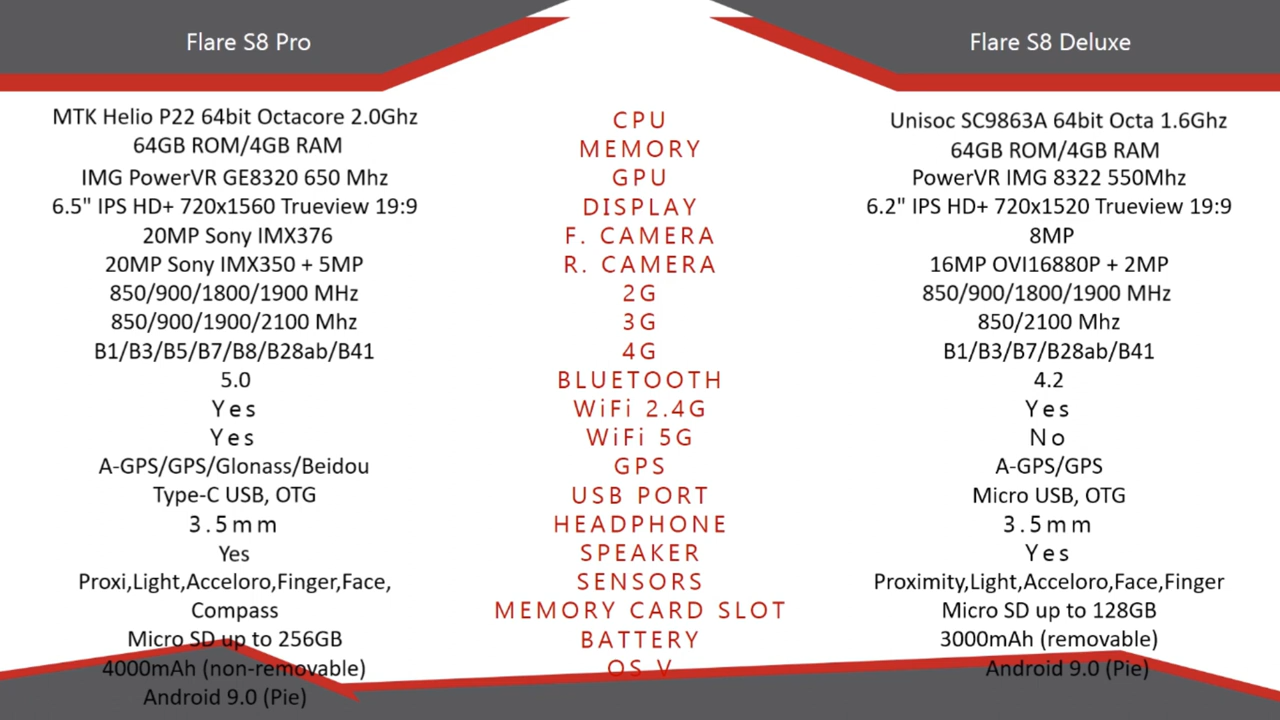 Flare S8 Pro
Flare S8 Deluxe
MTK Helio P22 64bit Octacore 2.0Ghz CPU Unisoc SC9863A 64bit Octa 1.6Ghz
64GB ROM/4GB RAM MEMORY 64GB ROM/4GB RAM
IMG PowerVR GE8320 650 Mhz GPU PowerVR IMG 8322 550Mhz
6.5" IPS HD+ 720x1560 Trueview 19:9 DISPLAY 6.2" IPS HD+ 720x1520 Trueview 19:9
20MP Sony IMX376 F. CAMERA 8MP
20MP Sony IMX350 + 5MP R. CAMERA 16MP OVI16880P + 2MP
850/900/1800/1900 MHz 2G 850/900/1800/1900 MHz
850/900/1900/2100 Mhz 3G 850/2100 Mhz
B1/B3/B5/B7/B8/B28ab/B41 4G B1/B3/B7/B28ab/B41
5.0 BLUETOOTH 4.2
Yes WiFi 2.4G Yes
Yes WiFi 5G No
A-GPS/GPS/Glonass/Beidou GPS A-GPS/GPS
Type-C USB, OTG USB PORT Micro USB, OTG
3.5mm HEADPHONE 3.5mm
Yes SPEAKER Yes
Proxi,Light,Acceloro,Finger,Face, SENSORS Proximity,Light,Acceloro,Face,Finger
Compass MEMORY CARD SLOT Micro SD up to 128GB
Micro SD up to 256GB BATTERY 3000mAh (removable)
4000mAh (non-removable) OS V Android 9.0 (Pie)
Android 9.0 (Pie)